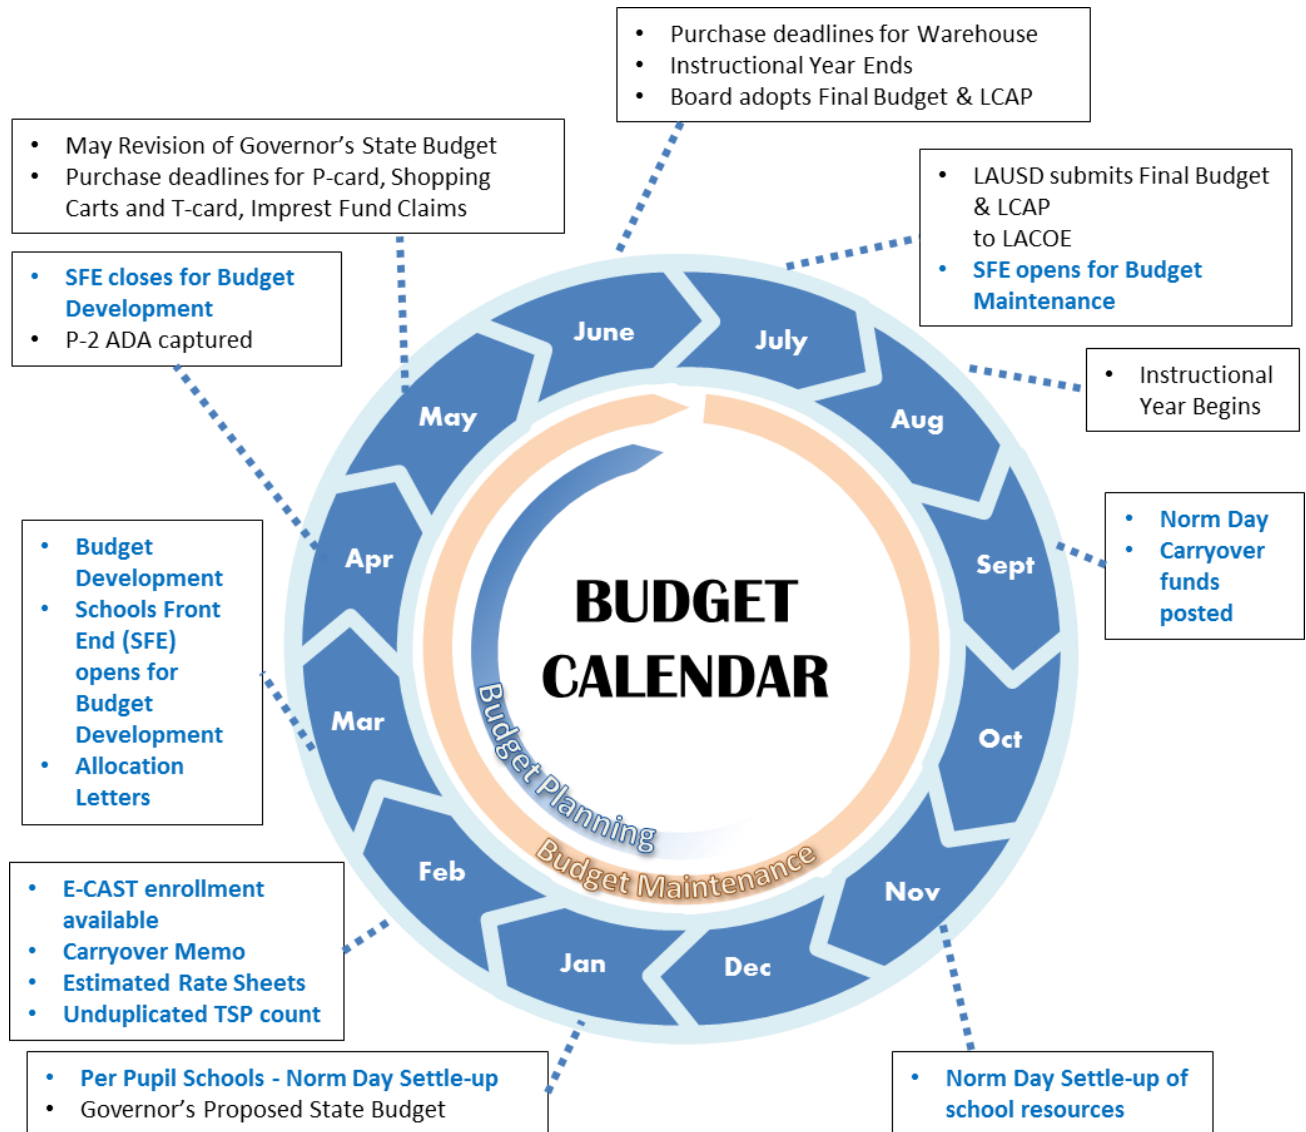 • Purchase deadlines for Warehouse
• Instructional Year Ends
• Board adopts Final Budget & LCAP
• May Revision of Governor's State Budget
• Purchase deadlines for P-card, Shopping
Carts and T-card, Imprest Fund Claims
• LAUSD submits Final Budget
& LCAP
to LACOE
• SFE opens for Budget
Maintenance
• SFE closes for Budget
Development
• P-2 ADA captured
• Instructional
Year Begins
• Norm Day
• Carryover
funds
posted
• Budget
Development
• Schools Front
End (SFE)
opens for
Budget
Development
• Allocation
Letters
• E-CAST enrollment
available
• Carryover Memo
• Estimated Rate Sheets
• Unduplicated TSP count
• Per Pupil Schools - Norm Day Settle-up
• Governor's Proposed State Budget
• Norm Day Settle-up of
school resources
June
July
Aug
Sept
Oct
Nov
Dec
Jan
Feb
Mar
Apr
May
BUDGET
CALENDAR
Budget Planning
Budget Maintenance